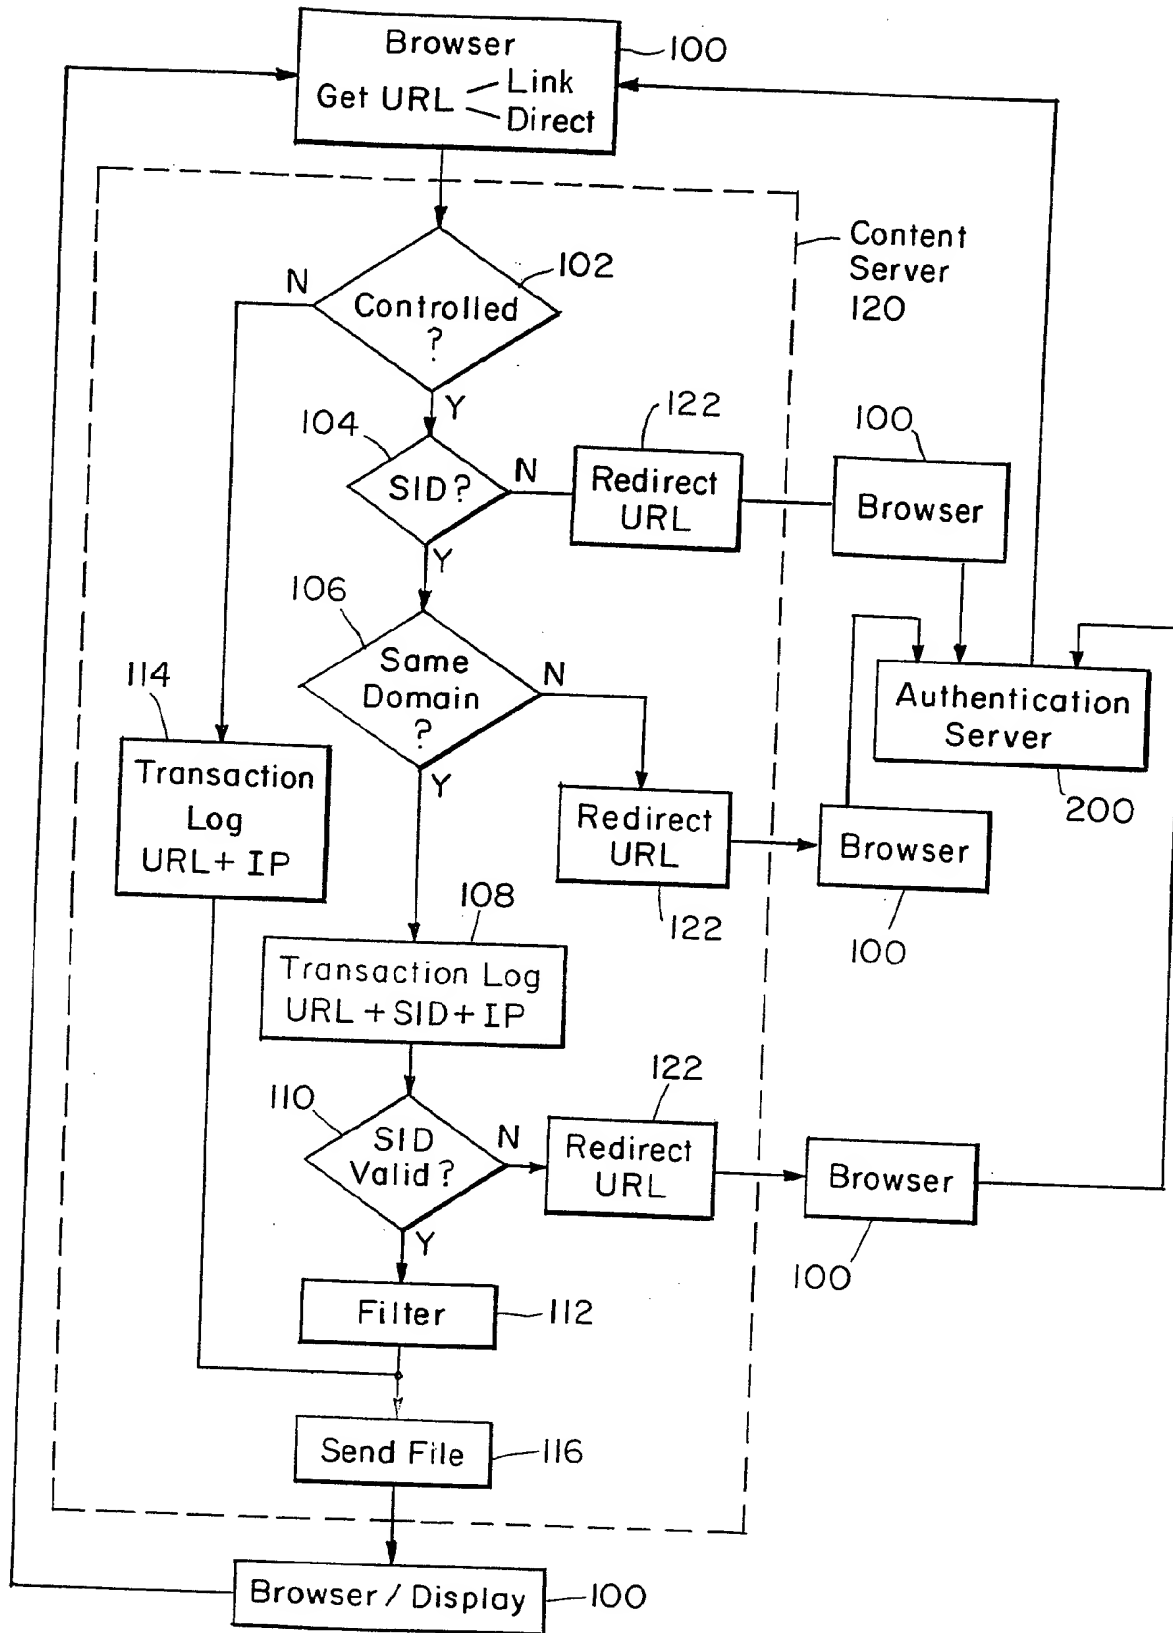 Browser
100
Get URL
Link
Direct
Content
Server
120
102
N
Controlled
?
Y
104
SID?
N
122
Redirect
URL
100
Browser
Y
106
Same
Domain
?
N
Y
Authentication
Server
200
114
Transaction
Log
URL + IP
Redirect
URL
122
Browser
100
108
Transaction Log
URL + SID + IP
110
SID
Valid?
N
122
Redirect
URL
Browser
100
Y
Filter
112
Send File
116
Browser / Display
100